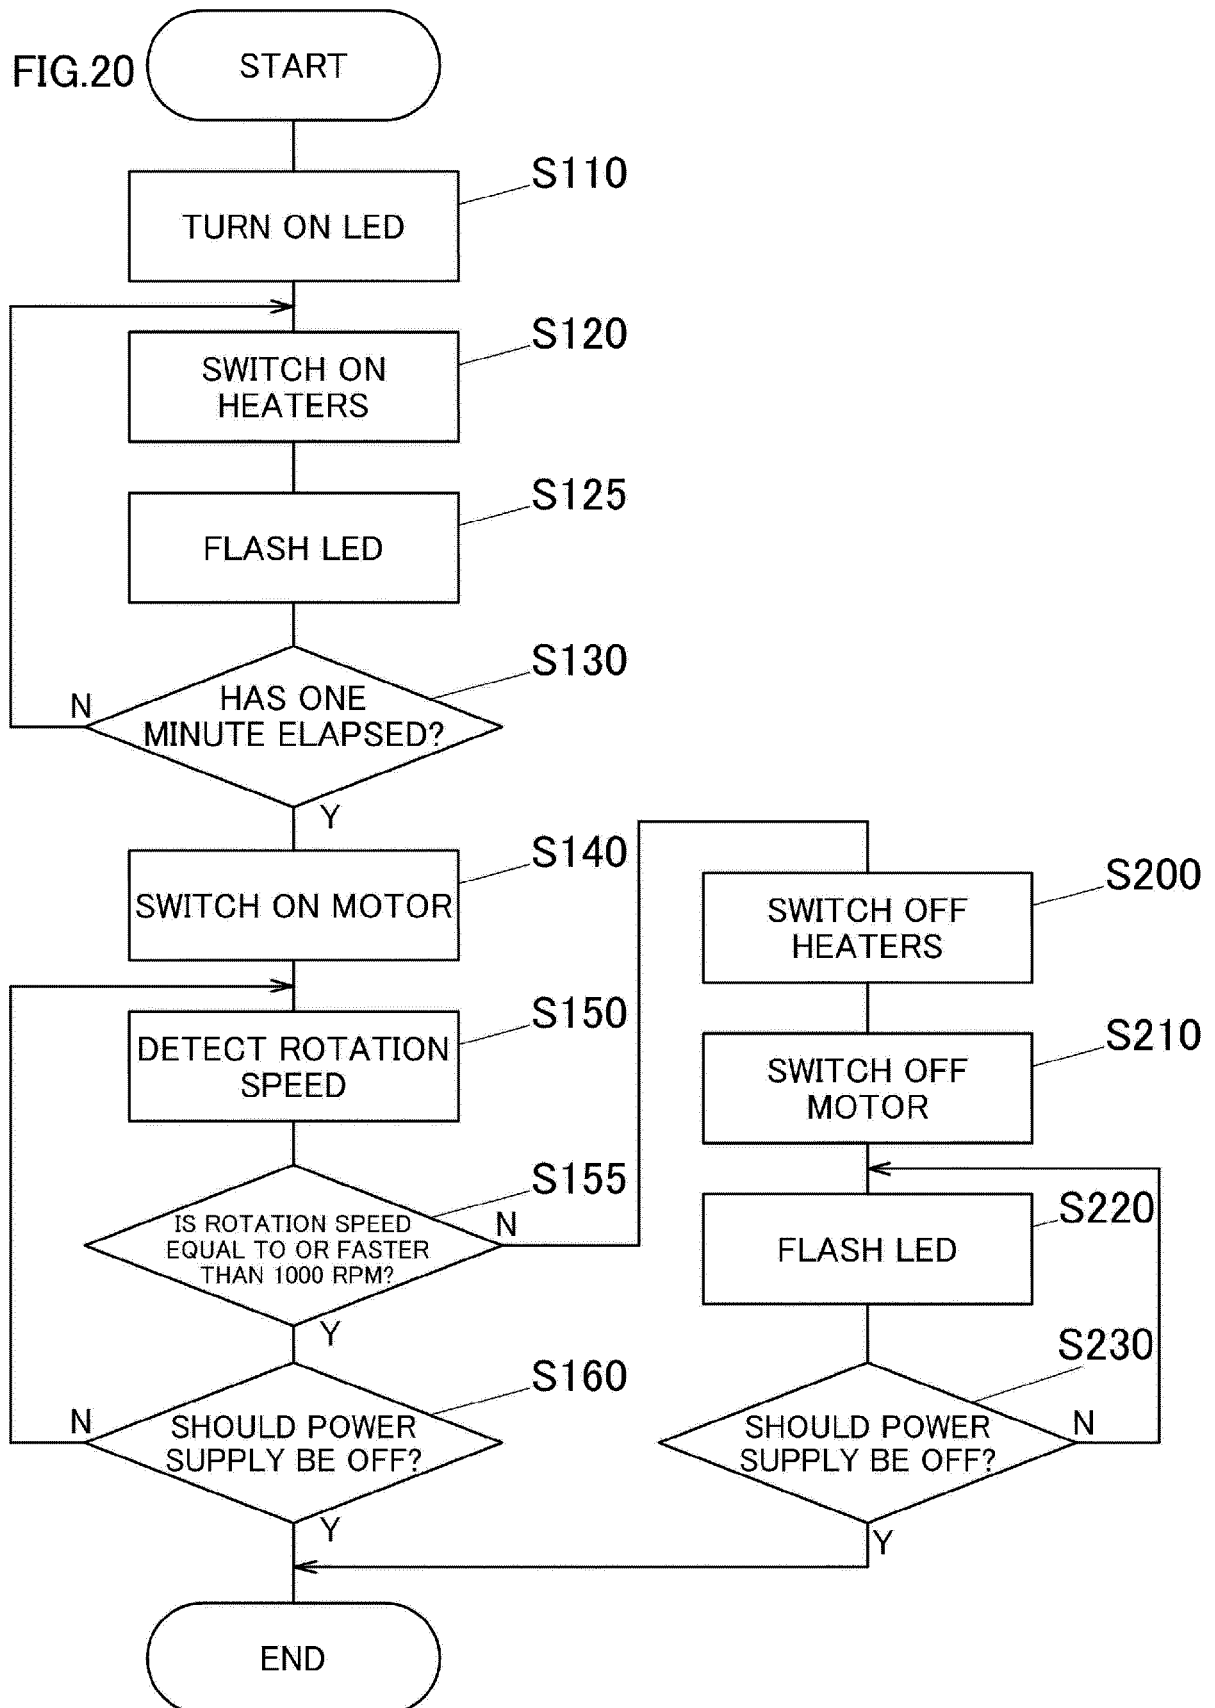 FIG.20
START
S110
TURN ON LED
S120
SWITCH ON
HEATERS
S125
FLASH LED
S130
HAS ONE
MINUTE ELAPSED?
N
Y
S140
SWITCH ON MOTOR
S150
DETECT ROTATION
SPEED
S155
IS ROTATION SPEED
EQUAL TO OR FASTER
THAN 1000 RPM?
N
Y
S160
SHOULD POWER
SUPPLY BE OFF?
N
Y
S200
SWITCH OFF
HEATERS
S210
SWITCH OFF
MOTOR
S220
FLASH LED
S230
SHOULD POWER
SUPPLY BE OFF?
N
Y
END